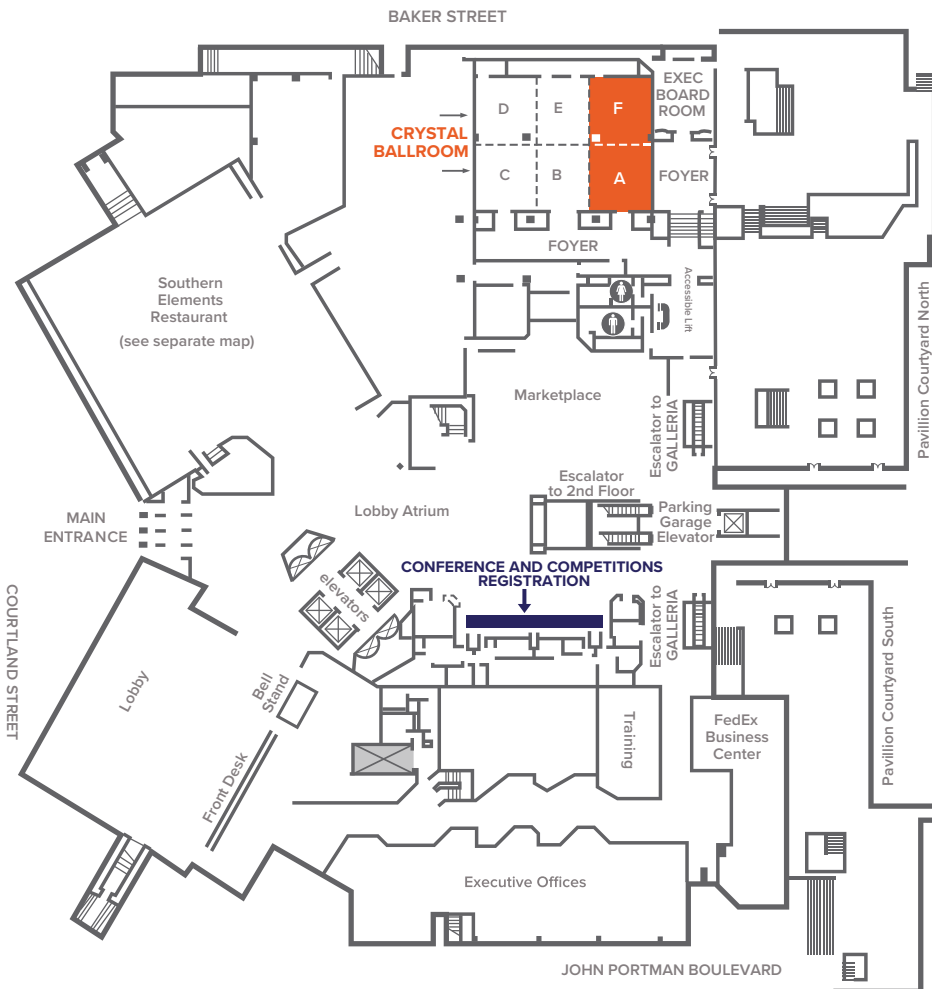 BAKER STREET
EXEC
BOARD
ROOM
D
E
F
CRYSTAL
BALLROOM
C
B
A
FOYER
FOYER
Accessible Lift
Southern
Elements
Restaurant
(see separate map)
Pavillion Courtyard North
Marketplace
Escalator to
GALLERIA
Escalator
to 2nd Floor
Parking
Garage
Elevator
Lobby Atrium
MAIN
ENTRANCE
CONFERENCE AND COMPETITIONS
REGISTRATION
elevators
Escalator to
GALLERIA
COURTLAND STREET
Lobby
Bell
Stand
Front Desk
Training
FedEx
Business
Center
Pavillion Courtyard South
Executive Offices
JOHN PORTMAN BOULEVARD